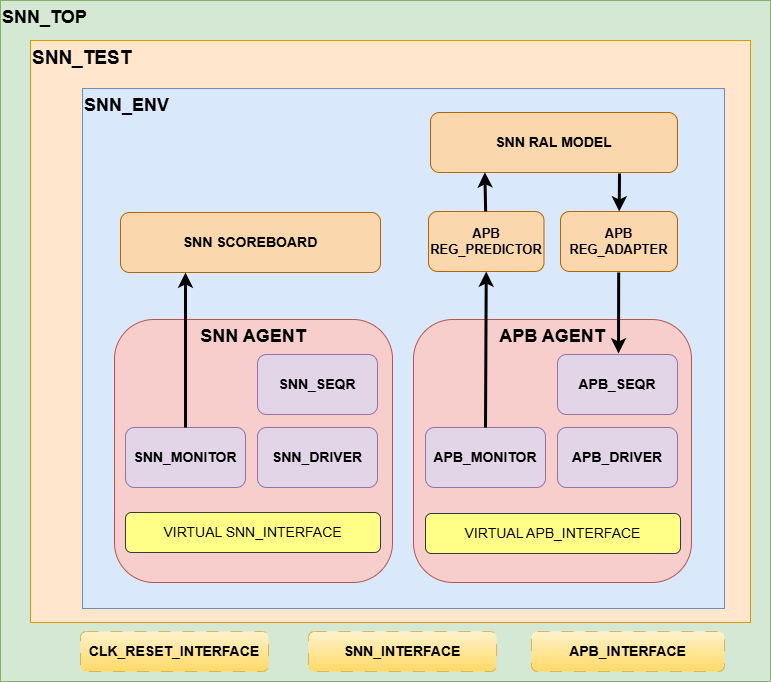 SNN_TOP
SNN_TEST
SNN_ENV
SNN RAL MODEL
SNN SCOREBOARD
APB
REG_PREDICTOR
APB
REG_ADAPTER
SNN AGENT
APB AGENT
SNN_SEQR
APB_SEQR
SNN_MONITOR
SNN_DRIVER
APB_MONITOR
APB_DRIVER
VIRTUAL SNN_INTERFACE
VIRTUAL APB_INTERFACE
CLK_RESET_INTERFACE
SNN_INTERFACE
APB_INTERFACE